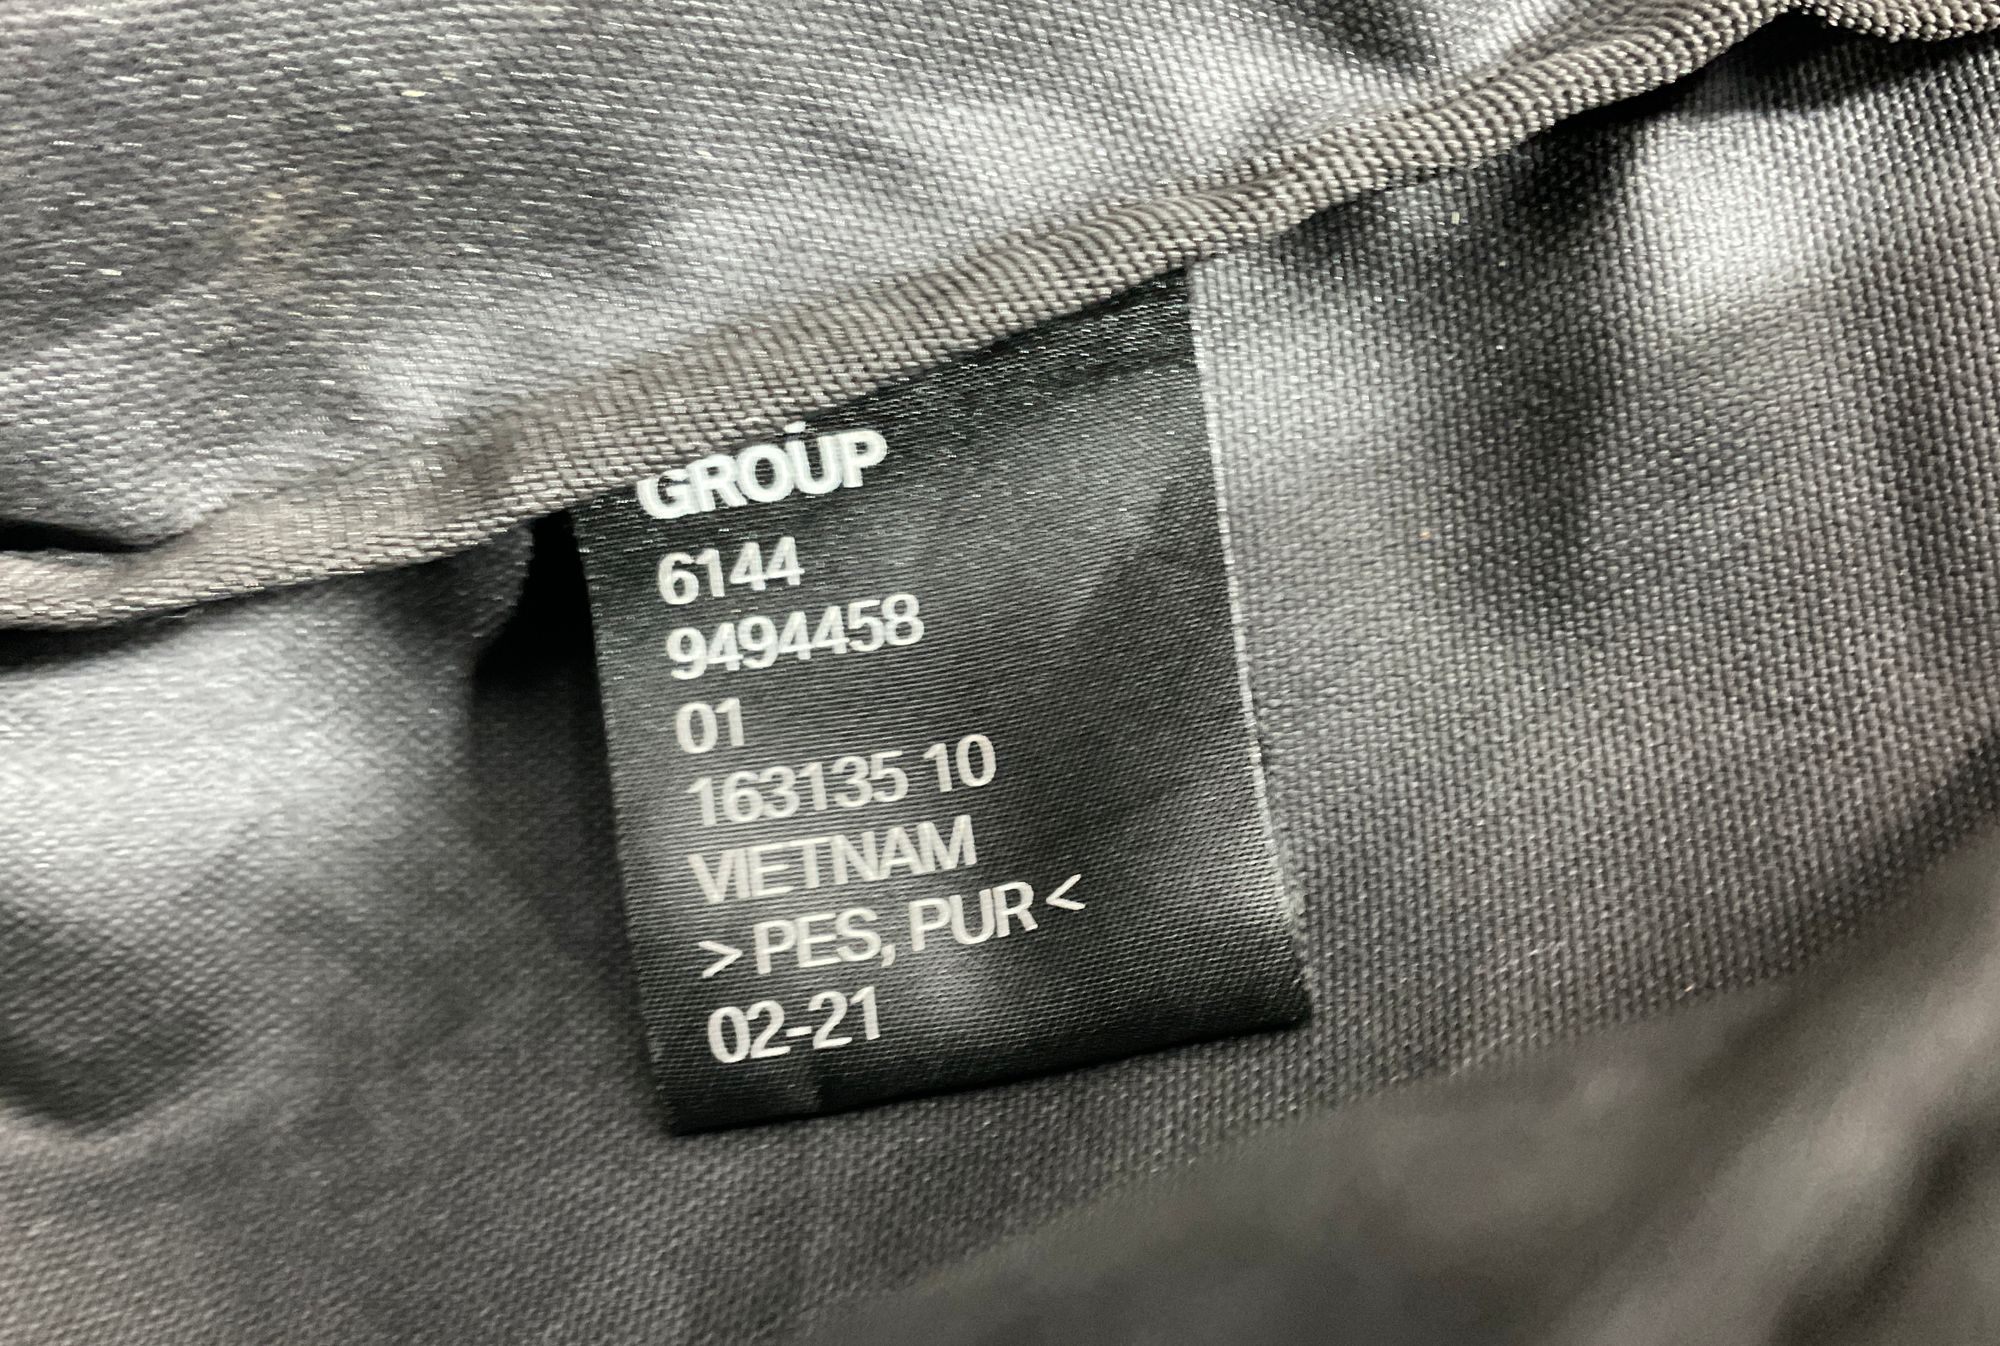 GROUP
6144
9494458
01
163135 10
VIETNAM
>PES, PUR<
02-21